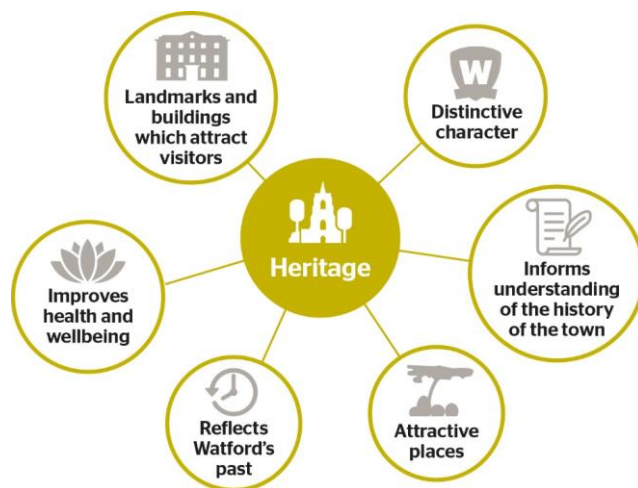 Landmarks and
buildings
which attract
visitors
W
Distinctive
character
Heritage
Improves
health and
wellbeing
Informs
understanding
of the history
of the town
Reflects
Watford's
past
Attractive
places